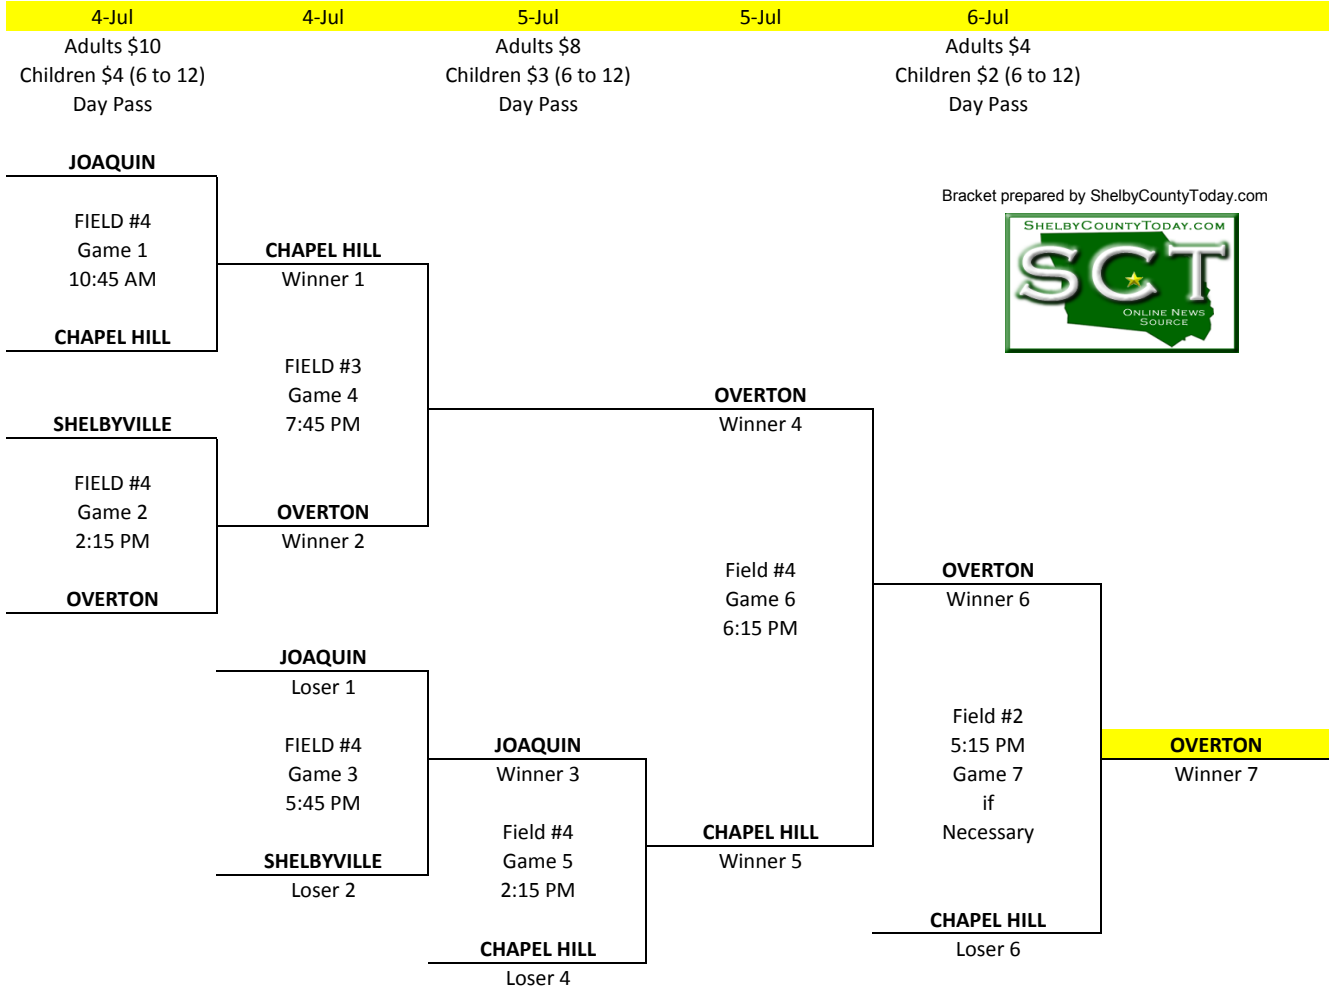 4-Jul 4-Jul 5-Jul 5-Jul 6-Jul
Adults $10 Adults $8 Adults $4
Children $4 (6 to 12) Children $3 (6 to 12) Children $2 (6 to 12)
Day Pass Day Pass Day Pass
JOAQUIN
Bracket prepared by ShelbyCountyToday.com
SHELBYCOUNTYTODAY.COM
SCT
ONLINE NEWS
SOURCE
FIELD #4
Game 1
10:45 AM
CHAPEL HILL
Winner 1
CHAPEL HILL
FIELD #3
Game 4
7:45 PM
OVERTON
Winner 4
SHELBYVILLE
FIELD #4
Game 2
2:15 PM
OVERTON
Winner 2
OVERTON
Field #4
Game 6
6:15 PM
OVERTON
Winner 6
JOAQUIN
Loser 1
FIELD #4
Game 3
5:45 PM
JOAQUIN
Winner 3
Field #2
5:15 PM
Game 7
if
Necessary
OVERTON
Winner 7
SHELBYVILLE
Loser 2
Field #4
Game 5
2:15 PM
CHAPEL HILL
Winner 5
CHAPEL HILL
Loser 4
CHAPEL HILL
Loser 6